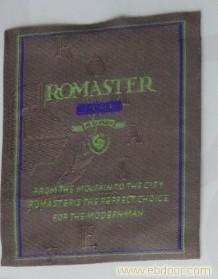 ROMASTER
FROM THE MOUNTAIN TO THE CITY
ROMASTER IS THE PERFECT CHOICE
FOR THE MODERN MAN
www.ebdoor.com